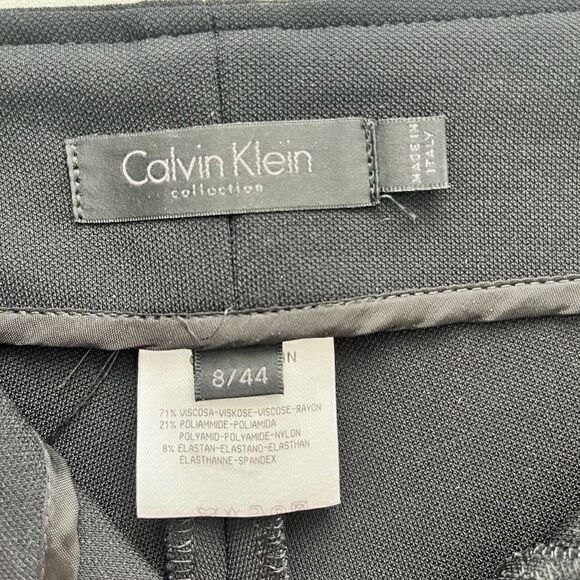 Calvin Klein
collection
MADE IN
ITALY
8/44
71% VISCOSA-VISKOSE-VISCOSE-RAYON
21% POLIAMMIDE-POLIAMIDA
POLYAMID-POLYAMIDE-NYLON
8% ELASTAN-ELASTANO-ELASTHAN
ELASTHANNE-SPANDEX